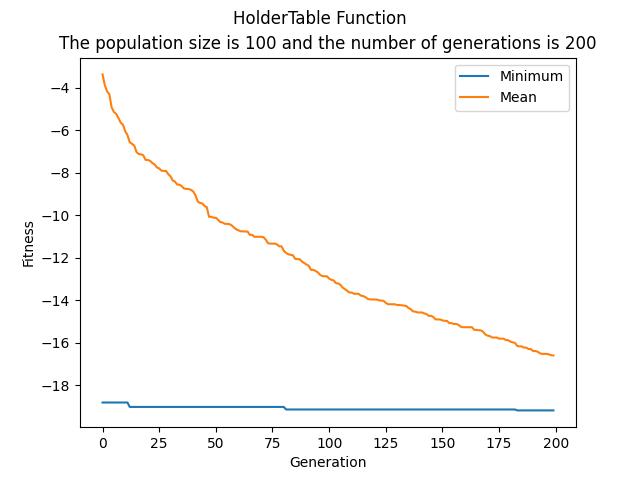 HolderTable Function
The population size is 100 and the number of generations is 200
Minimum
Mean
Fitness
−4
−6
−8
−10
−12
−14
−16
−18
0 25 50 75 100 125 150 175 200
Generation